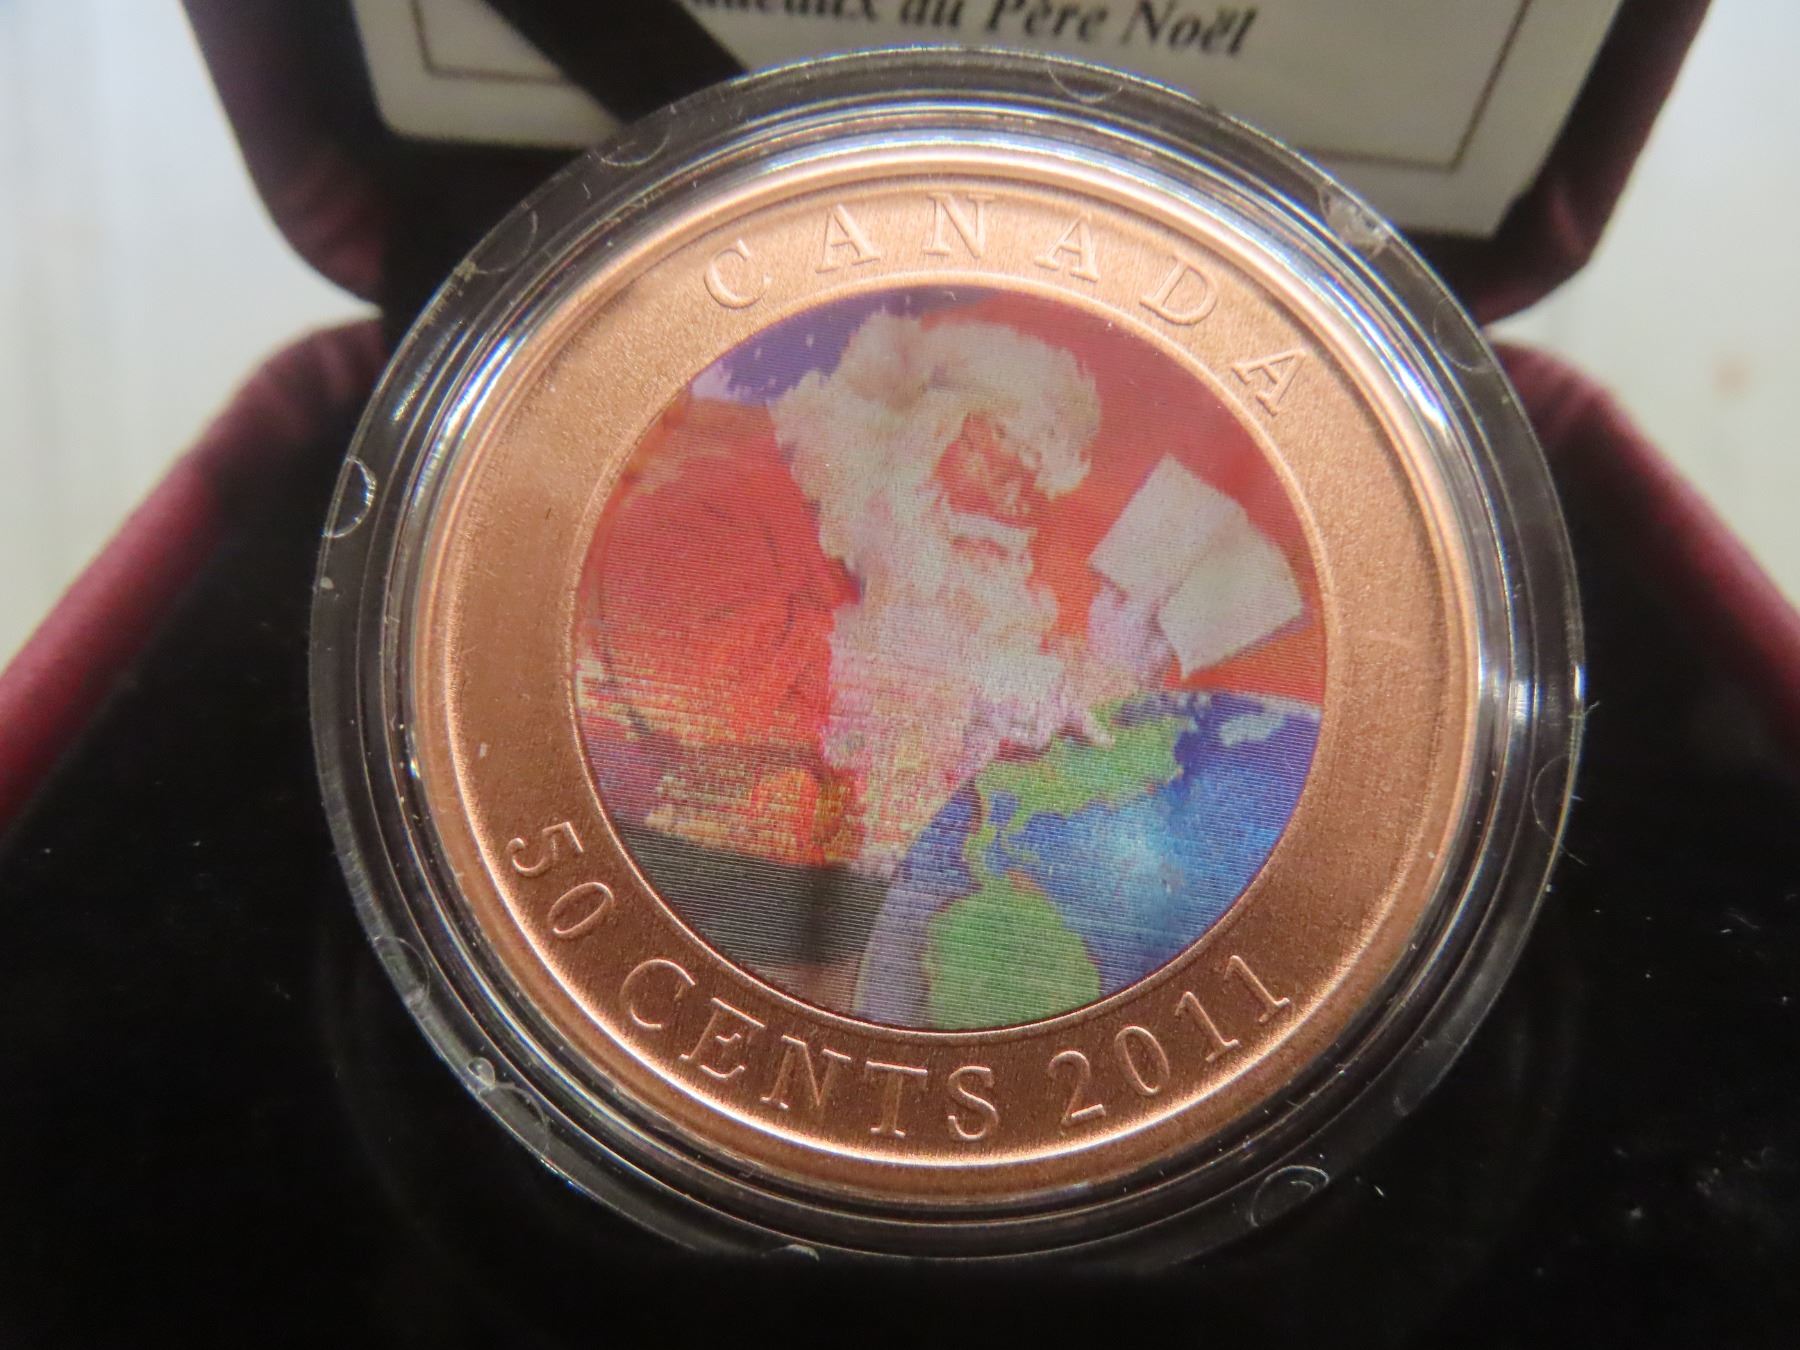 du Père Noël
CANADA
50 CENTS 2011